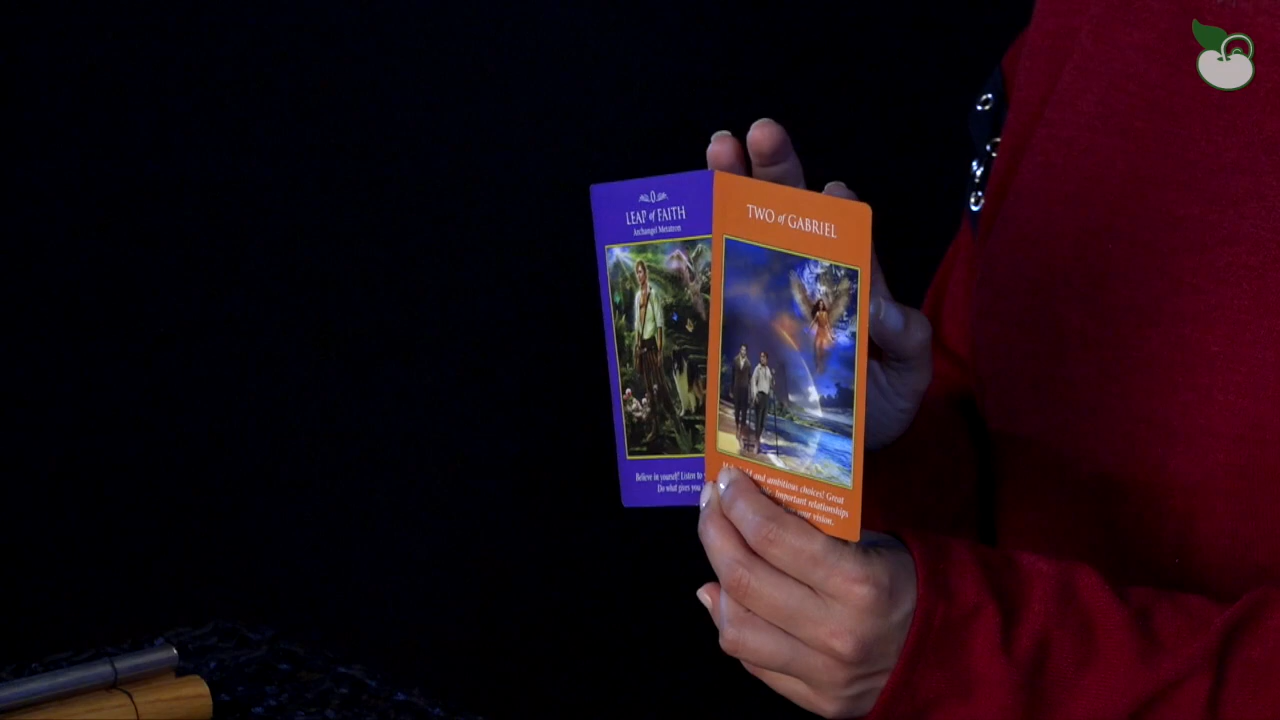 0
LEAP of FAITH
Archangel Metatron
Believe in yourself! Listen to
Do what gives you
TWO of GABRIEL
and ambitious choices! Great
Important relationships
your vision.